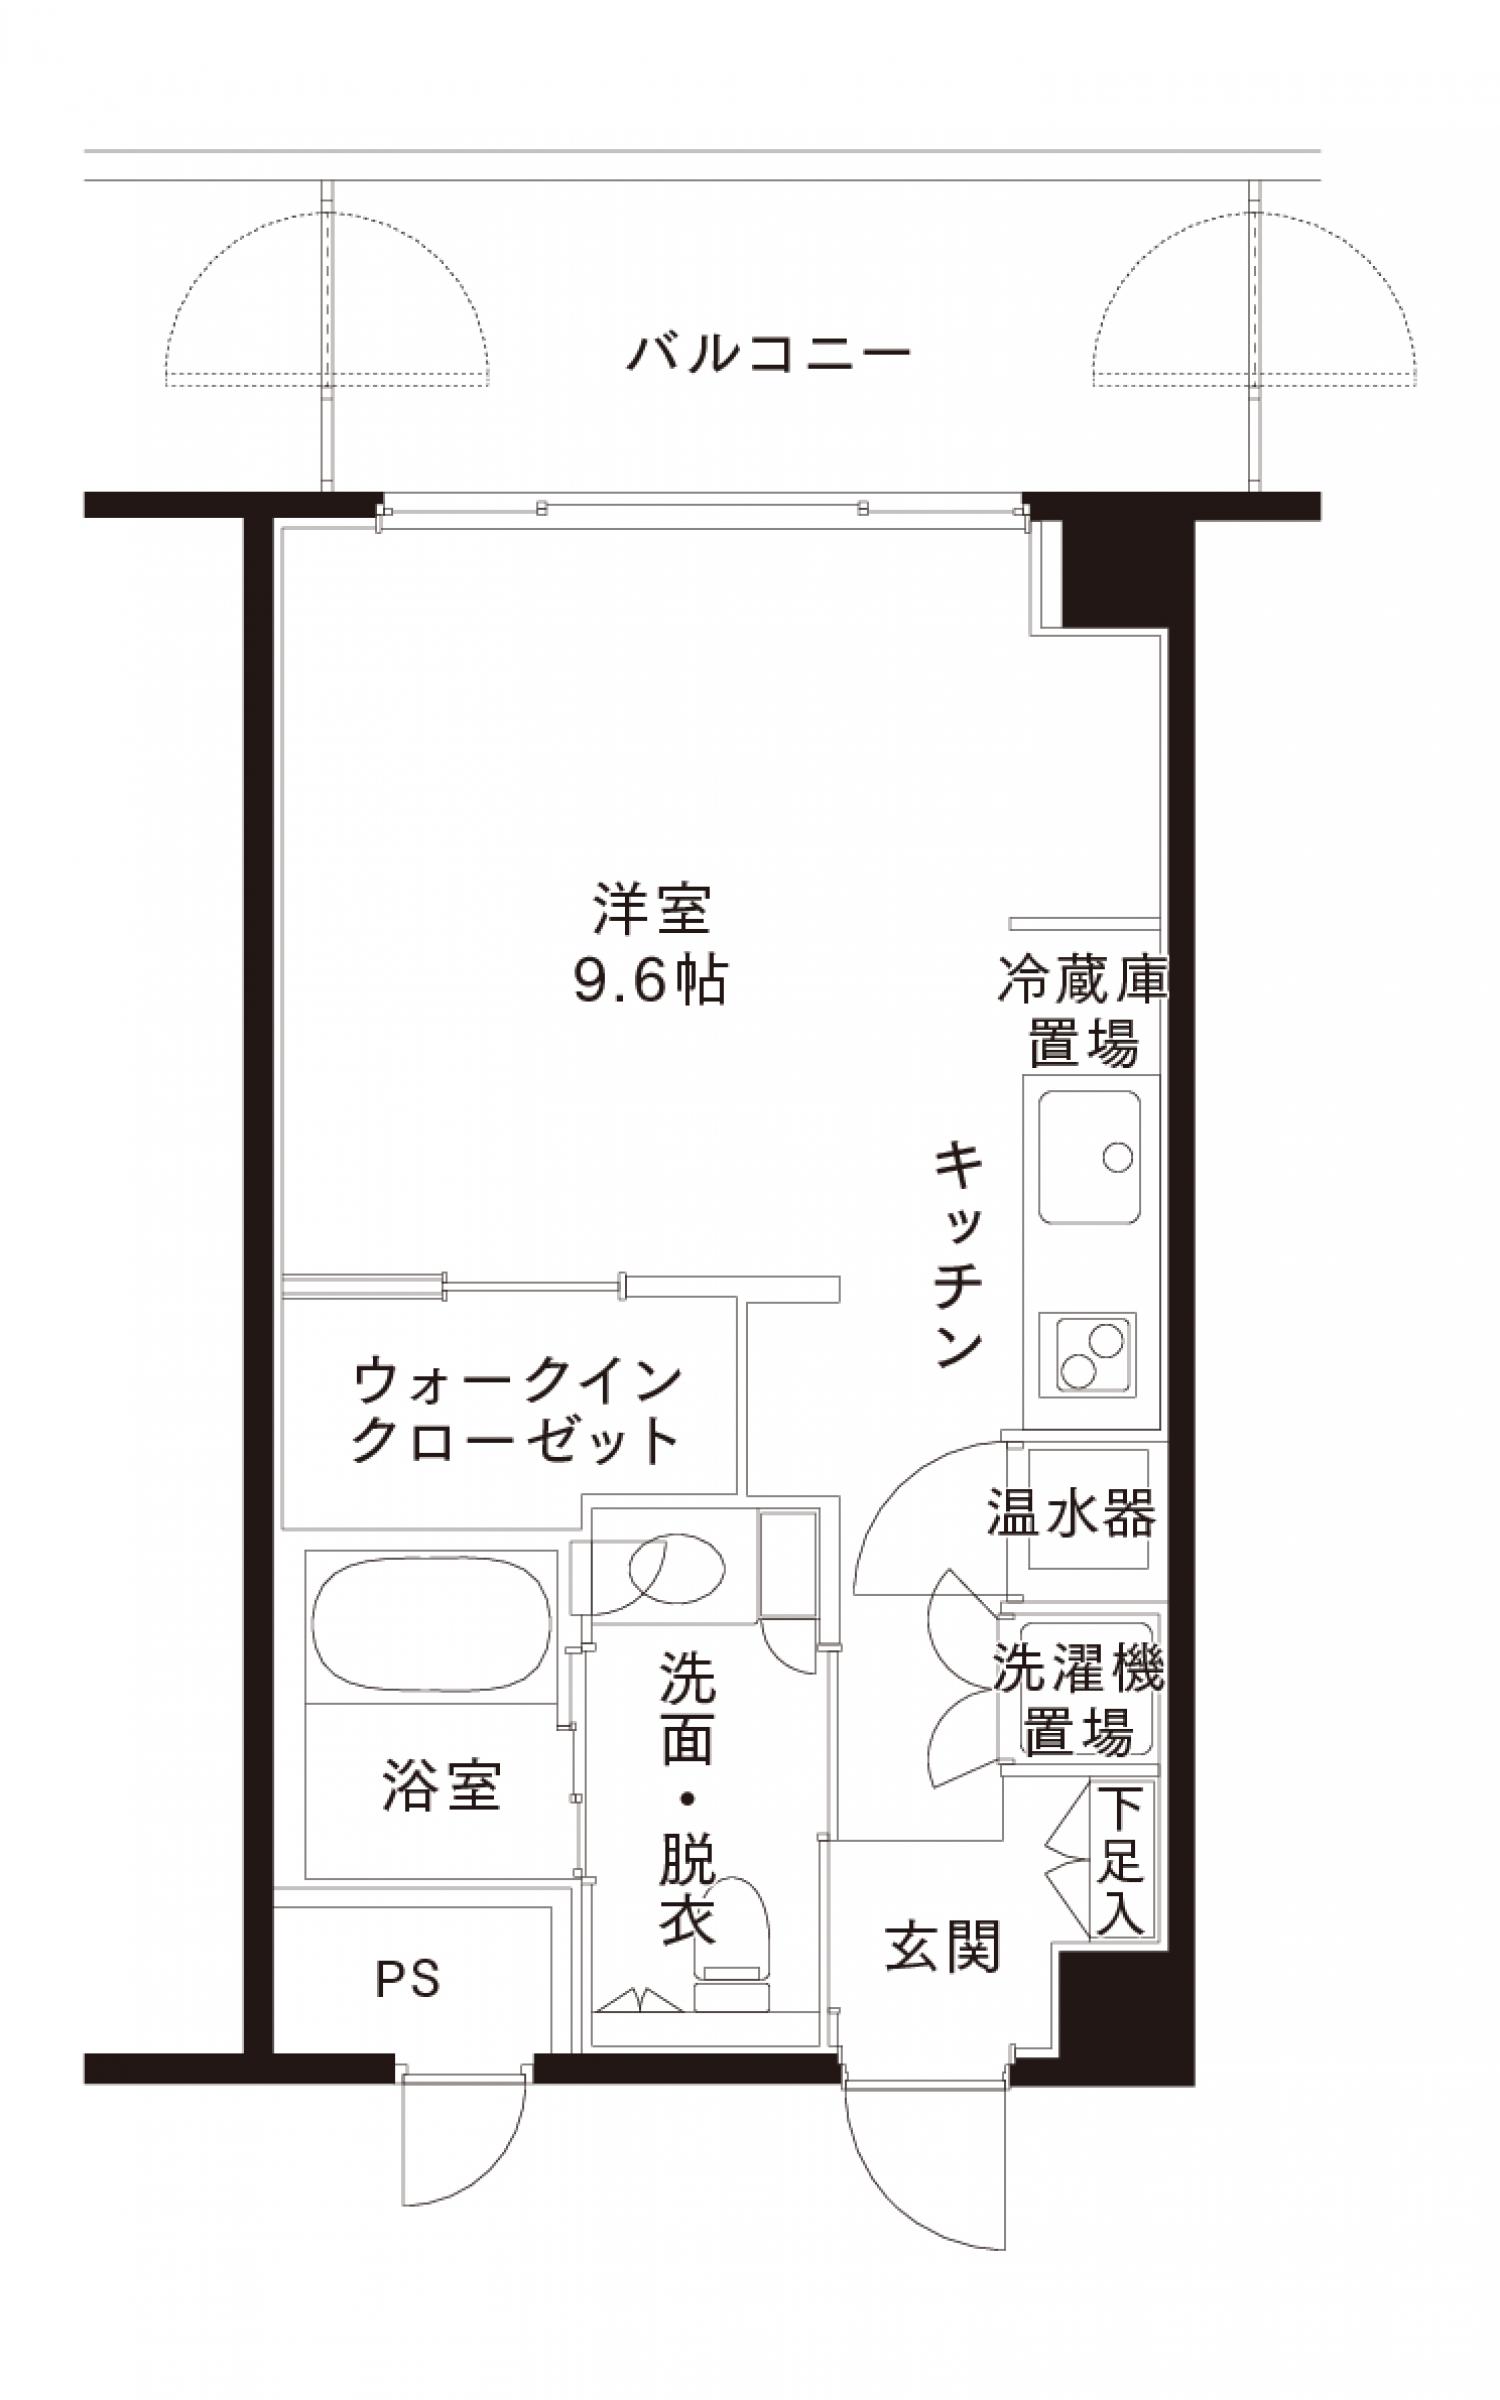 バルコニー
洋室
9.6帖
冷蔵庫
置場
キッチン
ウォークイン
クローゼット
温水器
洗濯機
置場
洗面・脱衣
浴室
下足入
玄関
PS